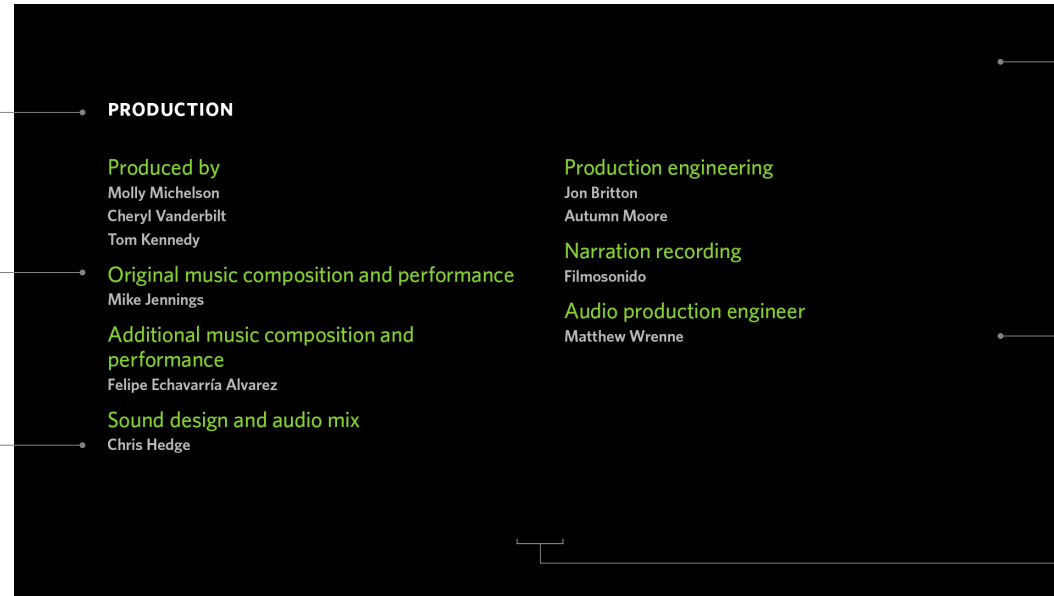 PRODUCTION
Produced by
Molly Michelson
Cheryl Vanderbilt
Tom Kennedy
Original music composition and performance
Mike Jennings
Additional music composition and
performance
Felipe Echavarría Alvarez
Sound design and audio mix
Chris Hedge
Production engineering
Jon Britton
Autumn Moore
Narration recording
Filmosonido
Audio production engineer
Matthew Wrenne